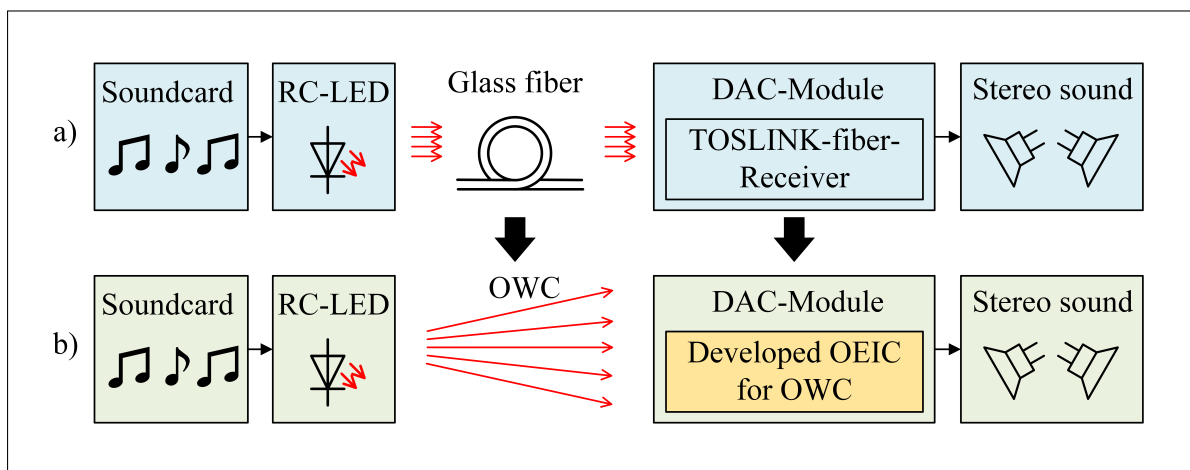 a)
Soundcard
RC-LED
Glass fiber
DAC-Module
TOSLINK-fiber-
Receiver
Stereo sound
b)
Soundcard
RC-LED
OWC
DAC-Module
Developed OEIC
for OWC
Stereo sound